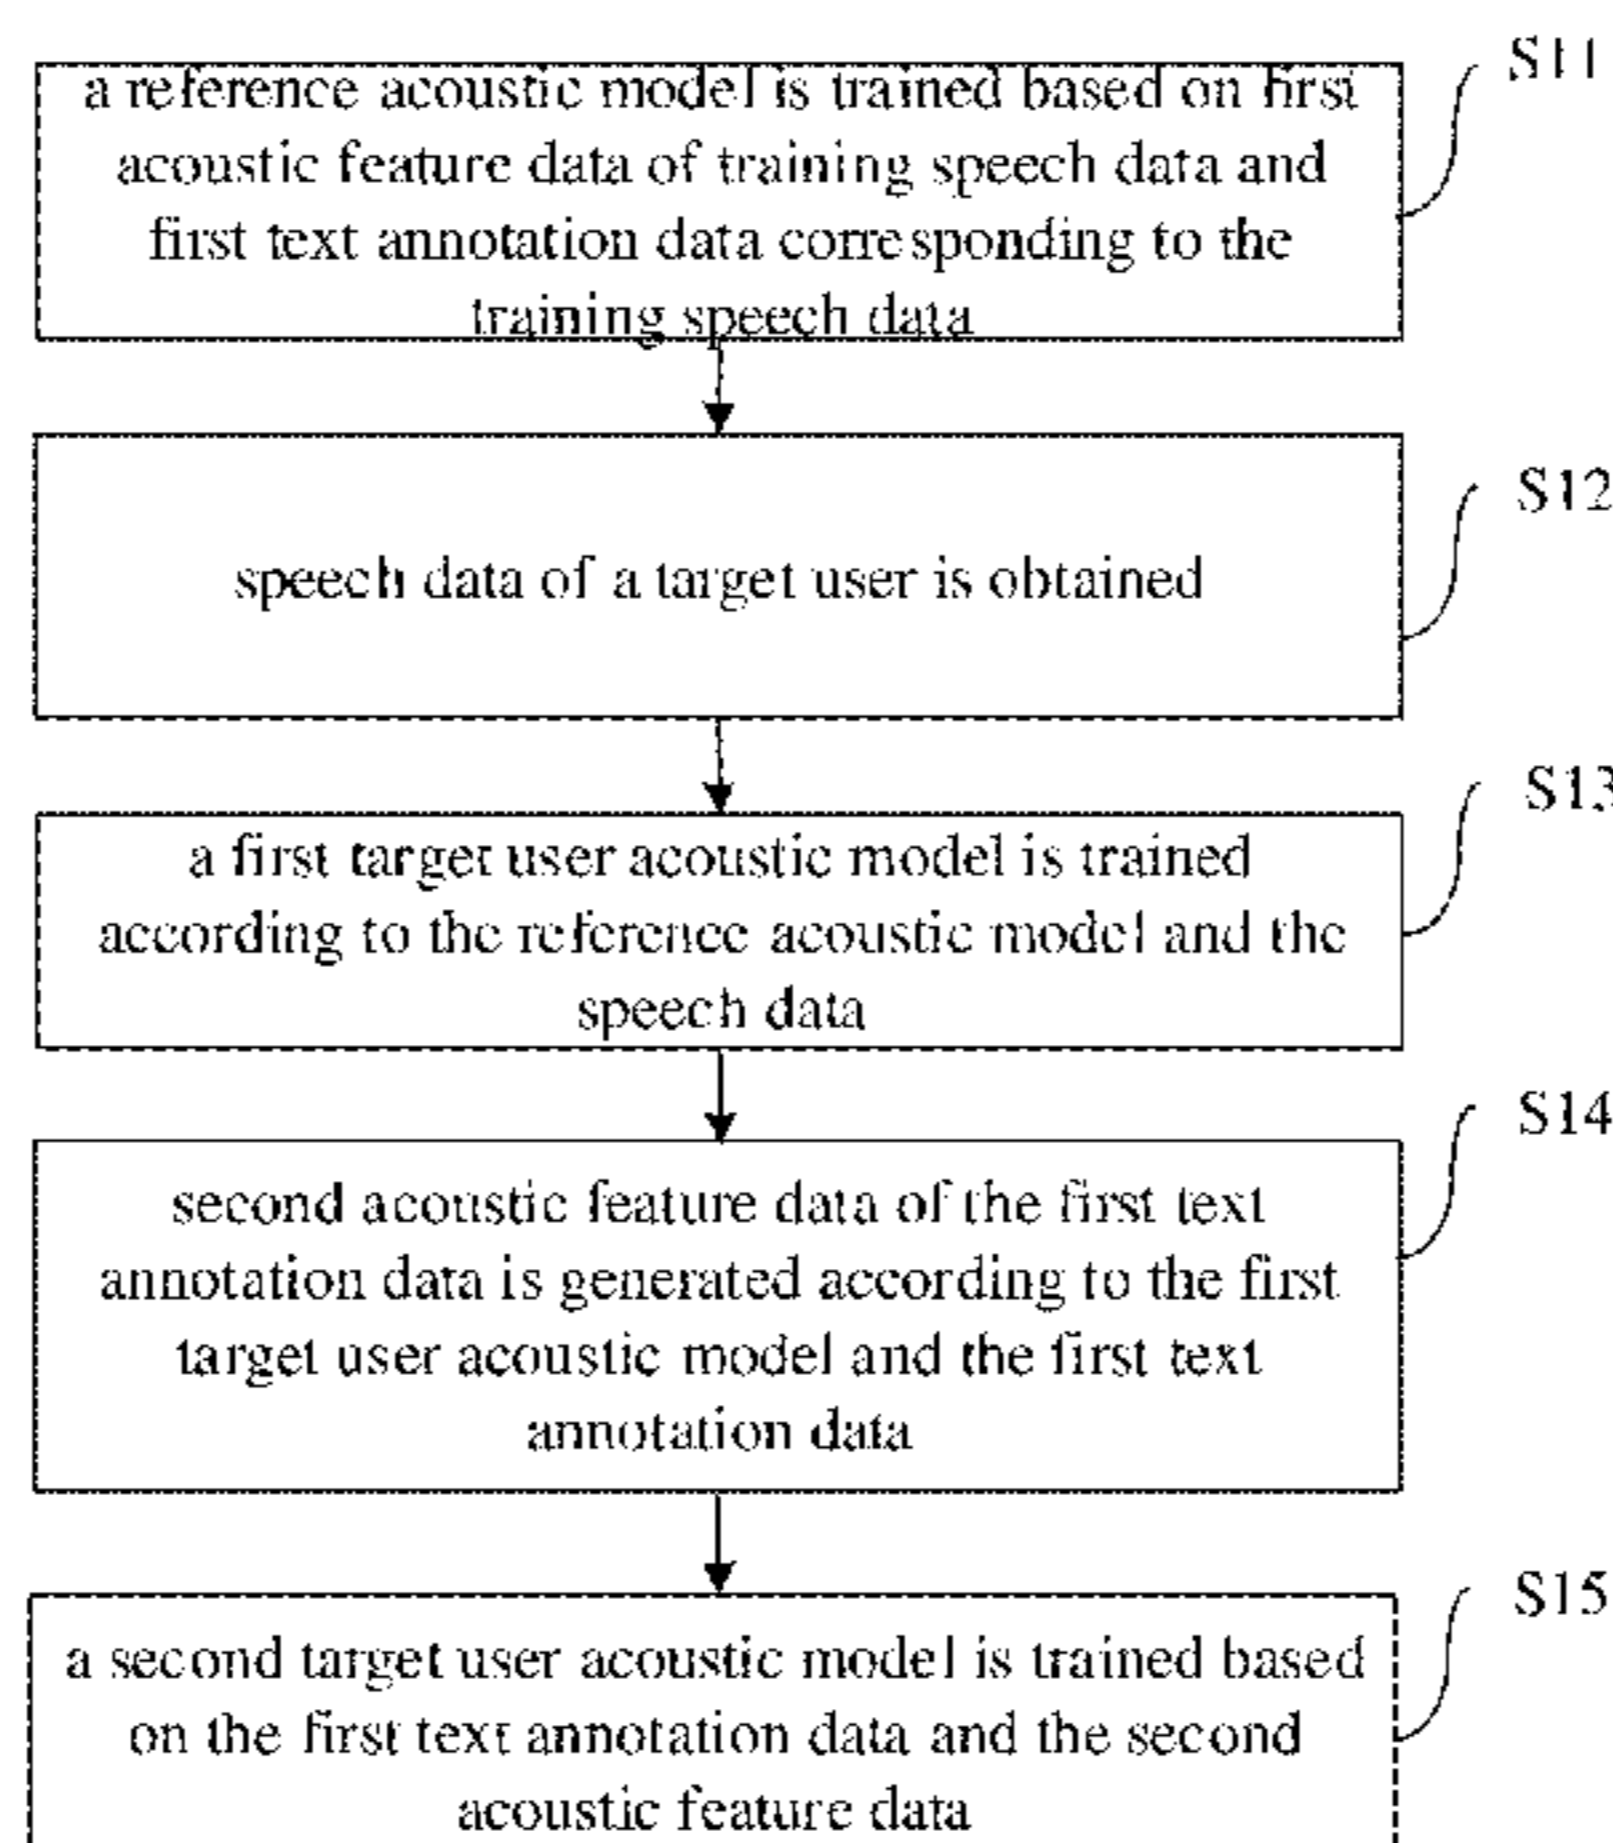 S11
a reference acoustic model is trained based on first
acoustic feature data of training speech data and
first text annotation data corresponding to the
training speech data
S12
speech data of a target user is obtained
S13
a first target user acoustic model is trained
according to the reference acoustic model and the
speech data
S14
second acoustic feature data of the first text
annotation data is generated according to the first
target user acoustic model and the first text
annotation data
S15
a second target user acoustic model is trained based
on the first text annotation data and the second
acoustic feature data